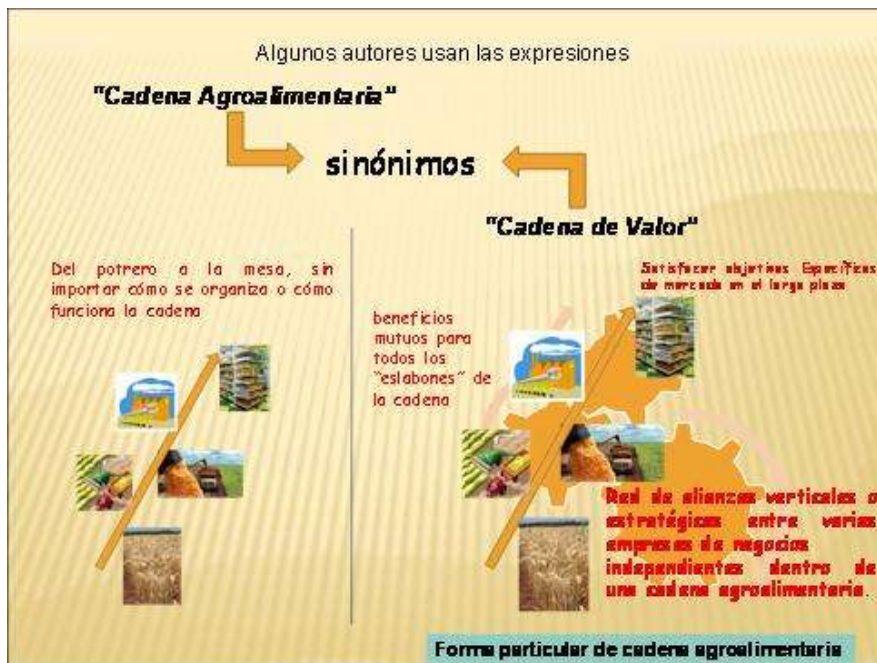 Algunos autores usan las expresiones
"Cadena Agroalimentaria"
sinónimos
"Cadena de Valor"
Del potrero a la mesa, sin
importar cómo se organiza o cómo
funciona la cadena
Satisfacer objetivos Específicos
de mercado en el largo plazo
beneficios
mutuos para
todos los
"eslabones" de
la cadena
Red de alianzas verticales o
estratégicas entre varias
empresas de negocios
independientes dentro de
una cadena agroalimentaria.
Forma particular de cadena agroalimentaria